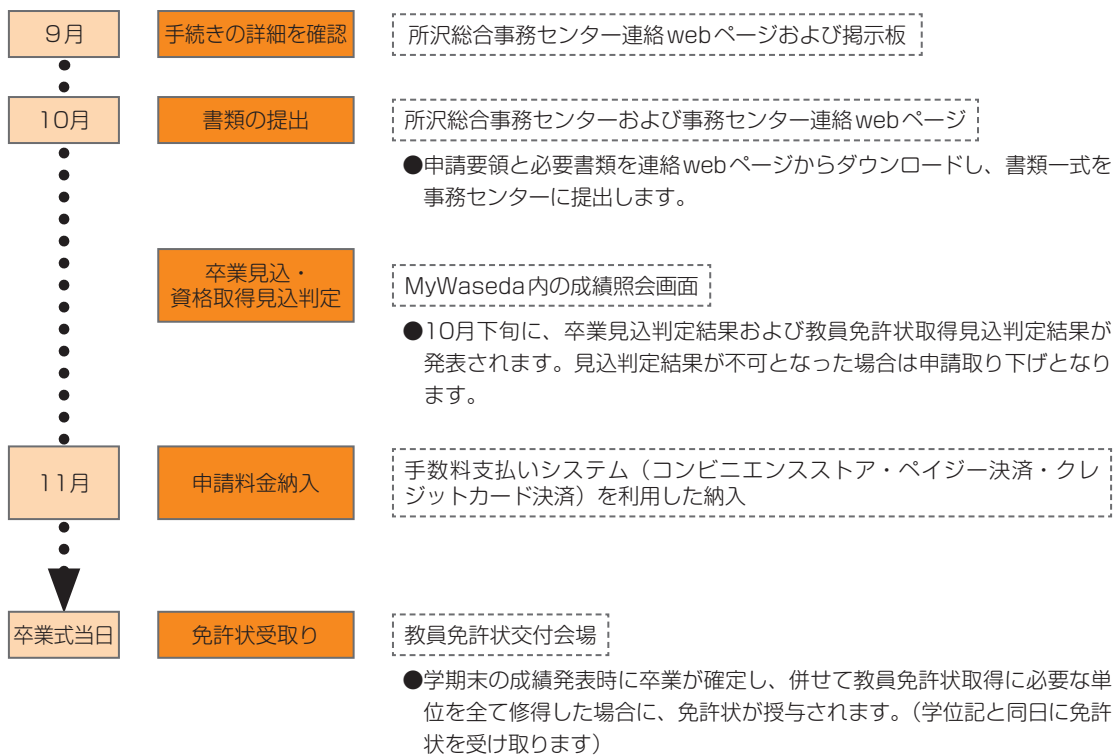 9月
手続きの詳細を確認
所沢総合事務センター連絡webページおよび掲示板
10月
書類の提出
所沢総合事務センターおよび事務センター連絡webページ
●申請要領と必要書類を連絡webページからダウンロードし、書類一式を
事務センターに提出します。
卒業見込・
資格取得見込判定
MyWaseda内の成績照会画面
●10月下旬に、卒業見込判定結果および教員免許状取得見込判定結果が
発表されます。見込判定結果が不可となった場合は申請取り下げとなり
ます。
11月
申請料金納入
手数料支払いシステム（コンビニエンスストア・ペイジー決済・クレ
ジットカード決済）を利用した納入
卒業式当日
免許状受取り
教員免許状交付会場
●学期末の成績発表時に卒業が確定し、併せて教員免許状取得に必要な単
位を全て修得した場合に、免許状が授与されます。（学位記と同日に免許
状を受け取ります）